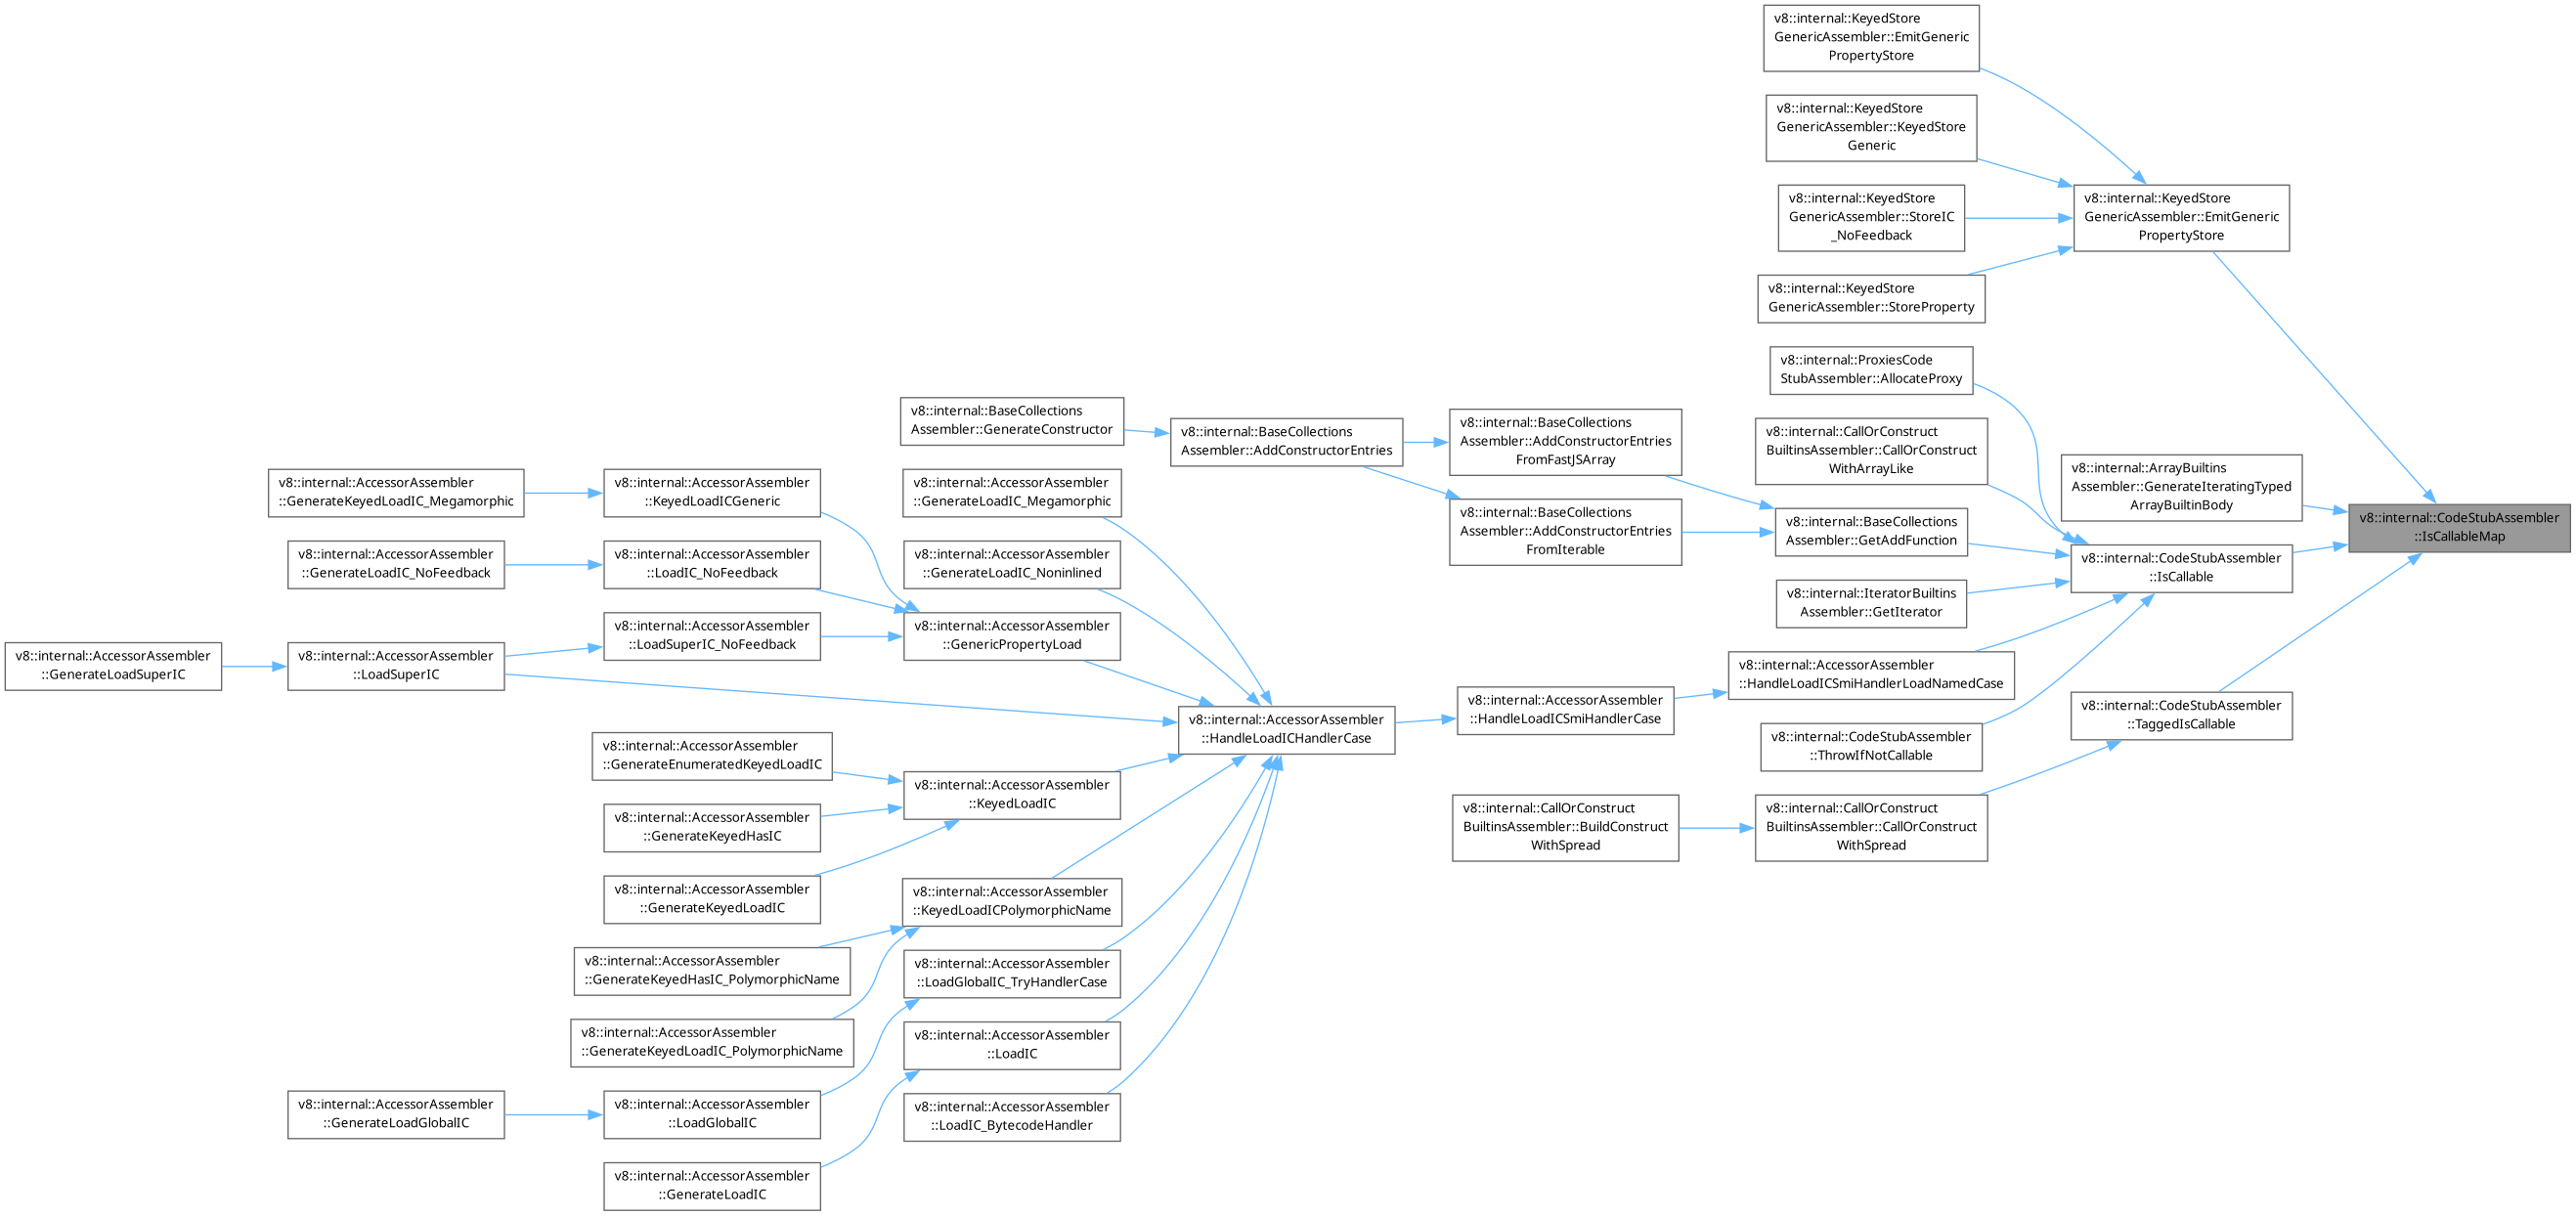 v8::internal::KeyedStore
GenericAssembler::EmitGeneric
PropertyStore
v8::internal::KeyedStore
GenericAssembler::KeyedStore
Generic
v8::internal::KeyedStore
GenericAssembler::StoreIC
_NoFeedback
v8::internal::KeyedStore
GenericAssembler::EmitGeneric
PropertyStore
v8::internal::KeyedStore
GenericAssembler::StoreProperty
v8::internal::ProxiesCode
StubAssembler::AllocateProxy
v8::internal::BaseCollections
Assembler::GenerateConstructor
v8::internal::BaseCollections
Assembler::AddConstructorEntries
v8::internal::BaseCollections
Assembler::AddConstructorEntries
FromFastJSArray
v8::internal::CallOrConstruct
BuiltinsAssembler::CallOrConstruct
WithArrayLike
v8::internal::ArrayBuiltins
Assembler::GenerateIteratingTyped
ArrayBuiltinBody
v8::internal::AccessorAssembler
::GenerateKeyedLoadIC_Megamorphic
v8::internal::AccessorAssembler
::KeyedLoadICGeneric
v8::internal::AccessorAssembler
::GenerateLoadIC_Megamorphic
v8::internal::BaseCollections
Assembler::AddConstructorEntries
FromIterable
v8::internal::BaseCollections
Assembler::GetAddFunction
v8::internal::CodeStubAssembler
::IsCallableMap
v8::internal::AccessorAssembler
::GenerateLoadIC_NoFeedback
v8::internal::AccessorAssembler
::LoadIC_NoFeedback
v8::internal::AccessorAssembler
::GenerateLoadIC_Noninlined
v8::internal::CodeStubAssembler
::IsCallable
v8::internal::IteratorBuiltins
Assembler::GetIterator
v8::internal::AccessorAssembler
::GenerateLoadSuperIC
v8::internal::AccessorAssembler
::LoadSuperIC
v8::internal::AccessorAssembler
::LoadSuperIC_NoFeedback
v8::internal::AccessorAssembler
::GenericPropertyLoad
v8::internal::AccessorAssembler
::HandleLoadICSmiHandlerLoadNamedCase
v8::internal::AccessorAssembler
::HandleLoadICHandlerCase
v8::internal::AccessorAssembler
::HandleLoadICSmiHandlerCase
v8::internal::CodeStubAssembler
::TaggedIsCallable
v8::internal::CodeStubAssembler
::ThrowIfNotCallable
v8::internal::AccessorAssembler
::GenerateEnumeratedKeyedLoadIC
v8::internal::AccessorAssembler
::KeyedLoadIC
v8::internal::AccessorAssembler
::GenerateKeyedHasIC
v8::internal::CallOrConstruct
BuiltinsAssembler::BuildConstruct
WithSpread
v8::internal::CallOrConstruct
BuiltinsAssembler::CallOrConstruct
WithSpread
v8::internal::AccessorAssembler
::GenerateKeyedLoadIC
v8::internal::AccessorAssembler
::KeyedLoadICPolymorphicName
v8::internal::AccessorAssembler
::GenerateKeyedHasIC_PolymorphicName
v8::internal::AccessorAssembler
::LoadGlobalIC_TryHandlerCase
v8::internal::AccessorAssembler
::GenerateKeyedLoadIC_PolymorphicName
v8::internal::AccessorAssembler
::LoadIC
v8::internal::AccessorAssembler
::GenerateLoadGlobalIC
v8::internal::AccessorAssembler
::LoadGlobalIC
v8::internal::AccessorAssembler
::LoadIC_BytecodeHandler
v8::internal::AccessorAssembler
::GenerateLoadIC